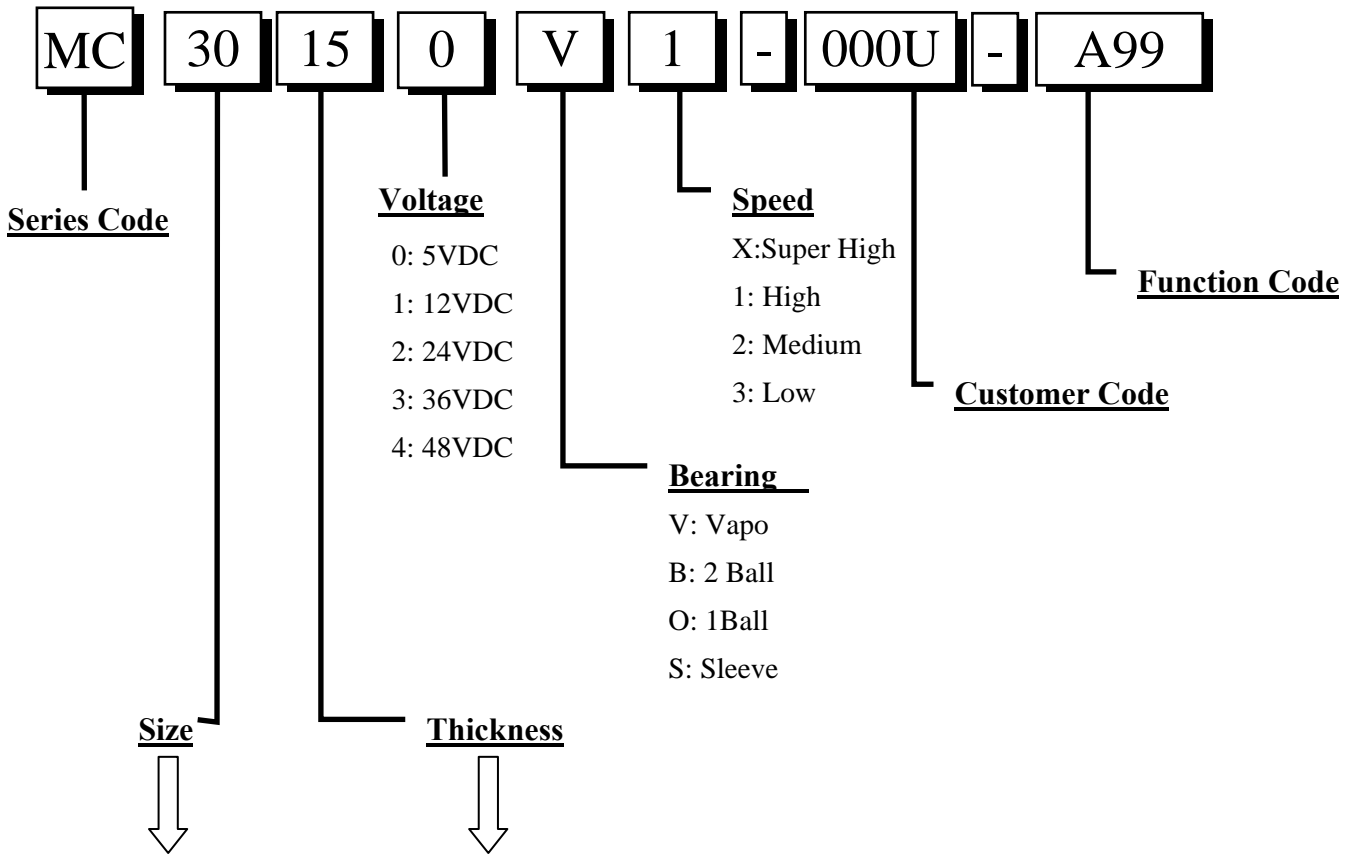 MC 30 15 0 V 1 - 000U - A99
Series Code
Voltage
0: 5VDC
1: 12VDC
2: 24VDC
3: 36VDC
4: 48VDC
Speed
X:Super High
1: High
2: Medium
3: Low
Function Code
Customer Code
Bearing
V: Vapo
B: 2 Ball
O: 1Ball
S: Sleeve
Size
Thickness